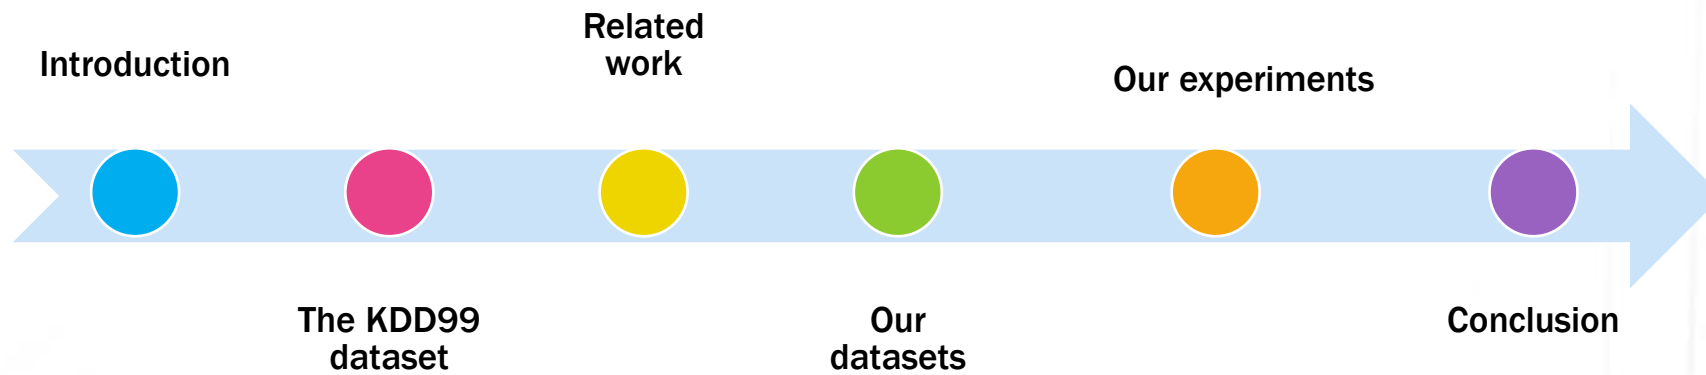 Introduction
The KDD99
dataset
Related
work
Our
datasets
Our experiments
Conclusion